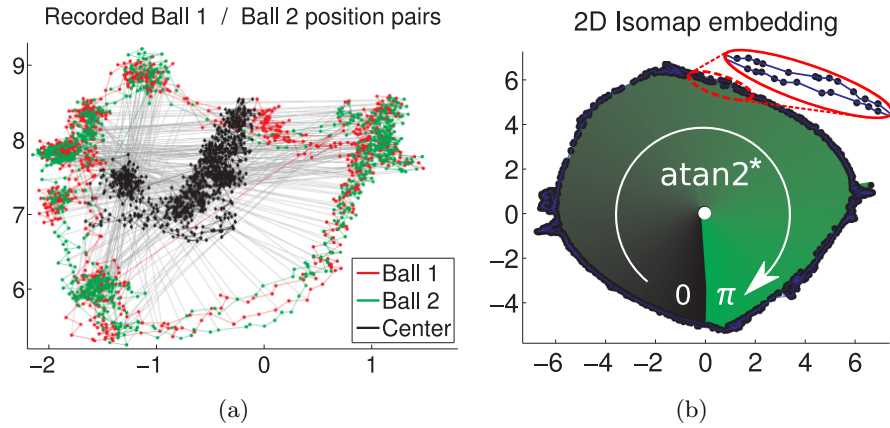 Recorded Ball 1 / Ball 2 position pairs
9
8
7
6
−2 −1 0 1
Ball 1
Ball 2
Center
(a)
2D Isomap embedding
6
4
2
0
−2
−4
−6 −4 −2 0 2 4 6
atan2*
0 π
(b)